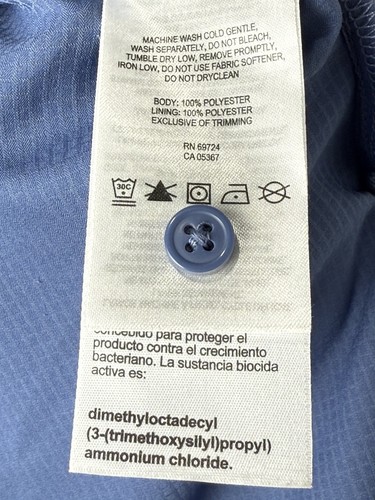 MACHINE WASH COLD GENTLE,
WASH SEPARATELY, DO NOT BLEACH,
TUMBLE DRY LOW, REMOVE PROMPTLY,
IRON LOW, DO NOT USE FABRIC SOFTENER,
DO NOT DRYCLEAN
BODY: 100% POLYESTER
LINING: 100% POLYESTER
EXCLUSIVE OF TRIMMING
RN 69724
CA 05367
30C
concebido para proteger el
producto contra el crecimiento
bacteriano. La sustancia biocida
activa es:
dimethyloctadecyl
(3-(trimethoxysilyl)propyl)
ammonium chloride.